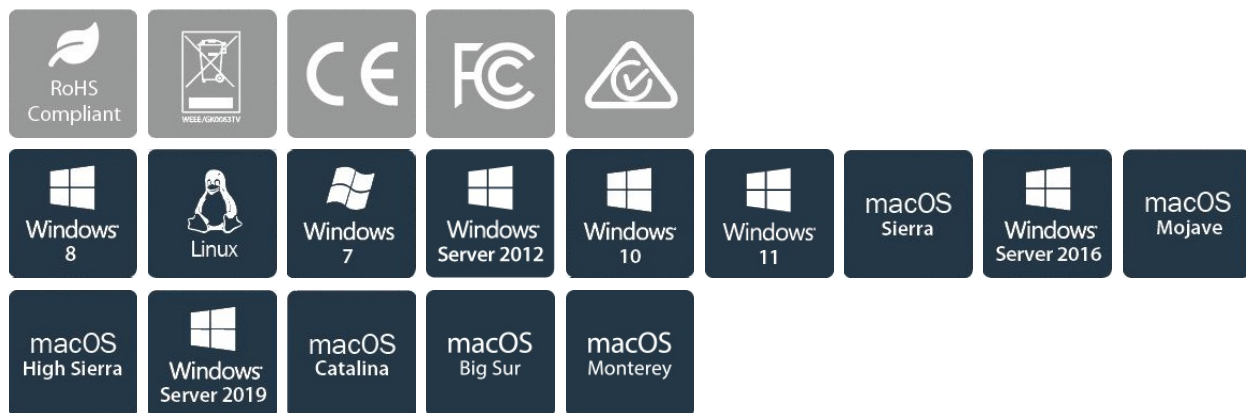 RoHS
Compliant
WEEE/GK0063TV
CE
FC
Windows
8
Linux
Windows
7
Windows
Server 2012
Windows
10
Windows
11
macOS
Sierra
Windows
Server 2016
macOS
Mojave
macOS
High Sierra
Windows
Server 2019
macOS
Catalina
macOS
Big Sur
macOS
Monterey